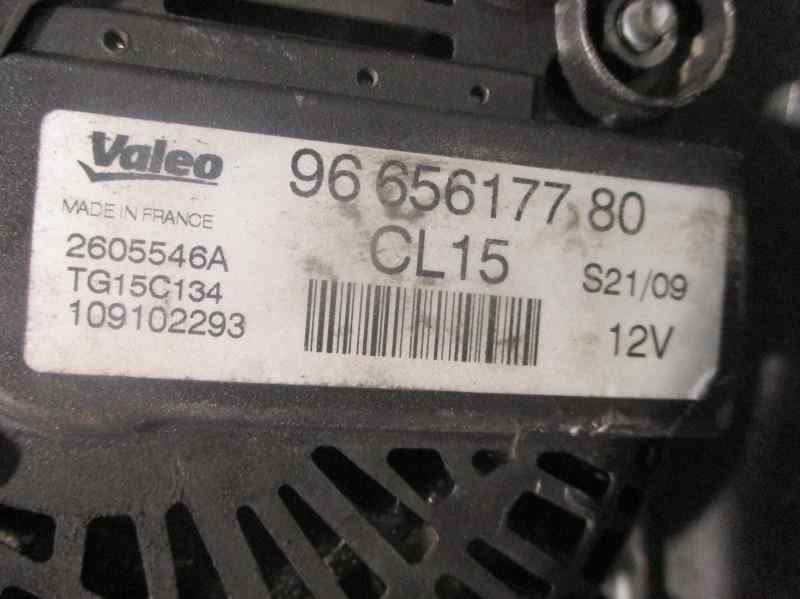 Valeo
MADE IN FRANCE
2605546A
TG15C134
109102293
96 656177 80
CL15
S21/09
12V